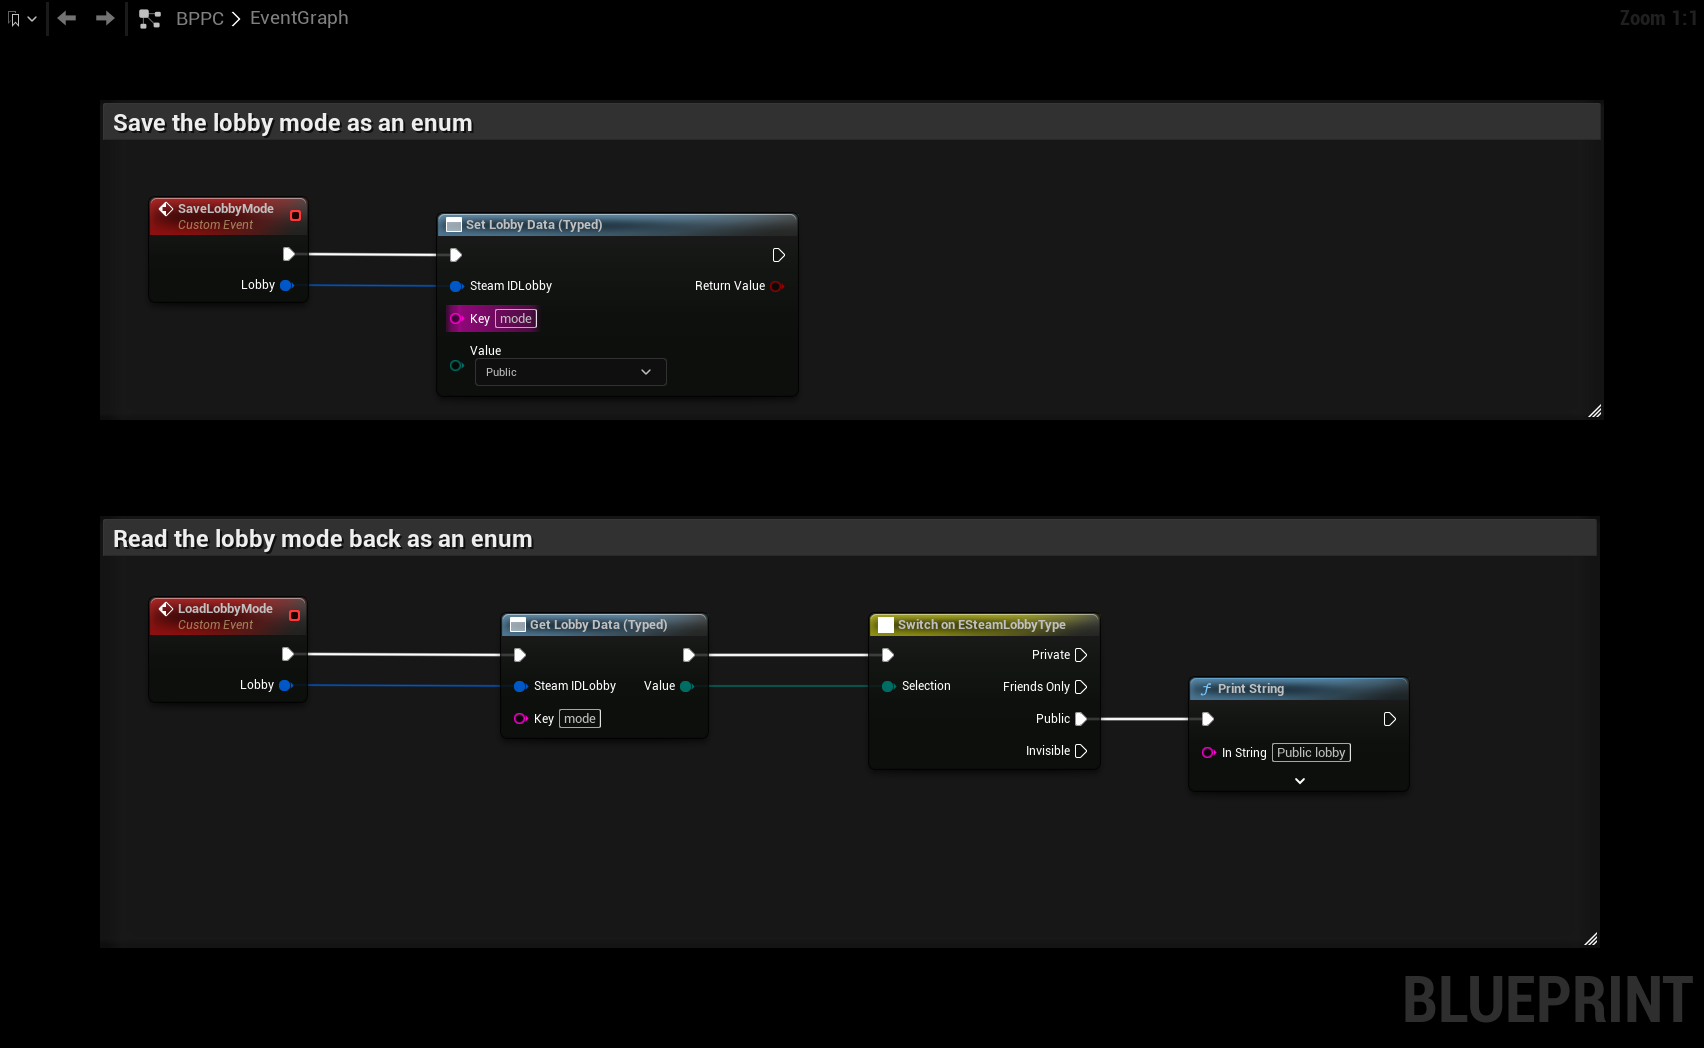 BPPC > EventGraph
Zoom 1:1
Save the lobby mode as an enum
SaveLobbyMode
Custom Event
Lobby
Set Lobby Data (Typed)
Steam IDLobby
Return Value
Key mode
Value
Public
Read the lobby mode back as an enum
LoadLobbyMode
Custom Event
Lobby
Get Lobby Data (Typed)
Steam IDLobby
Value
Key mode
Switch on ESteamLobbyType
Private
Selection
Friends Only
Public
Invisible
Print String
In String Public lobby
BLUEPRINT